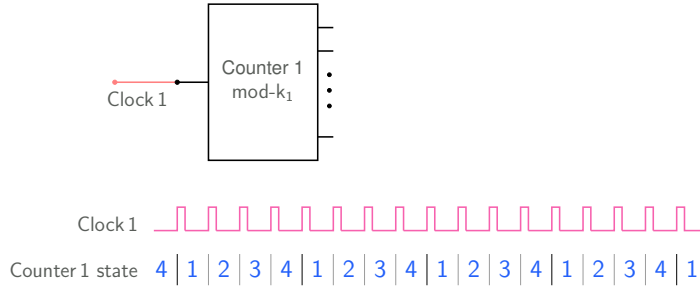 Counter 1
mod-k₁
Clock 1
Clock 1
Counter 1 state 4 1 2 3 4 1 2 3 4 1 2 3 4 1 2 3 4 1